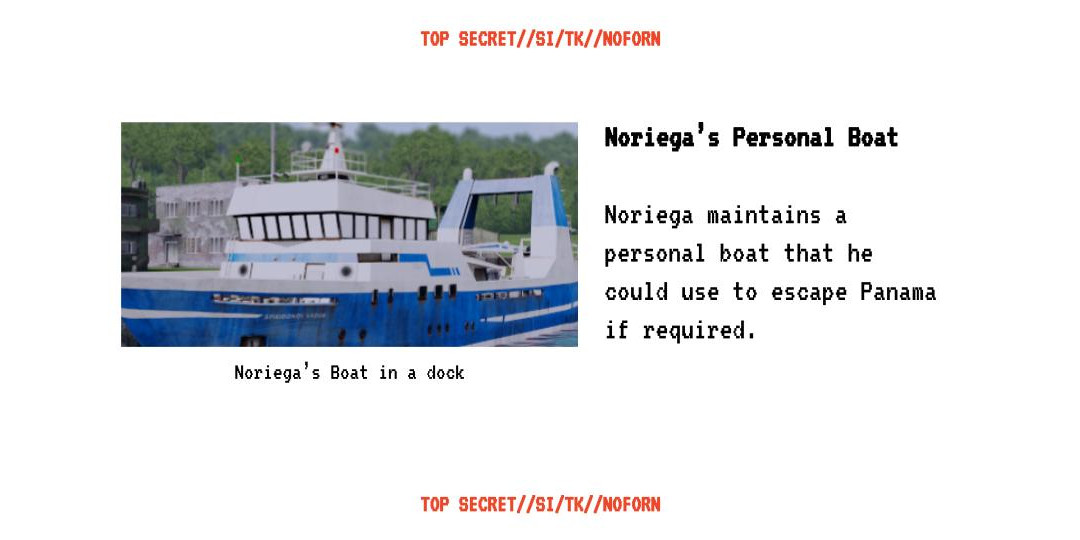 TOP SECRET//SI/TK//NOFORN
Noriega's Personal Boat
Noriega maintains a
personal boat that he
could use to escape Panama
if required.
Noriega's Boat in a dock
TOP SECRET//SI/TK//NOFORN